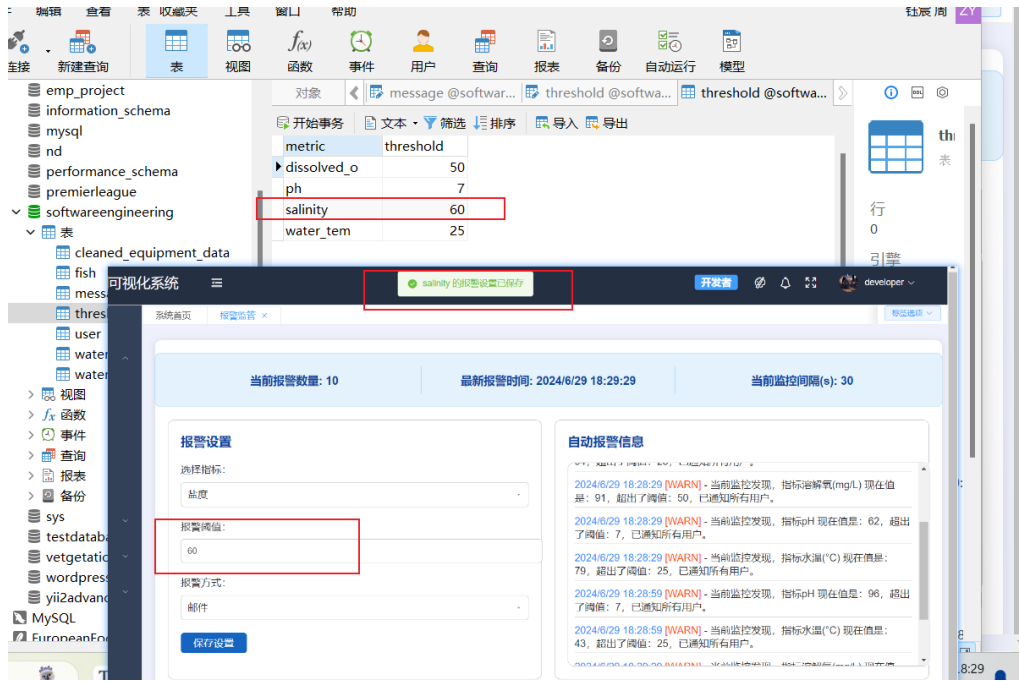 编辑 查看 表 收藏夹 工具 窗口 帮助 钰宸 周 ZY
连接 新建查询 表 视图 函数 事件 用户 查询 报表 备份 自动运行 模型
对象 message @softwar... threshold @softwa... threshold @softwa...
开始事务 文本 筛选 排序 导入 导出
emp_project
information_schema
mysql
nd
performance_schema
premierleague
softwareengineering
表
cleaned_equipment_data
fish
mess
thres
user
water
water
视图
函数
事件
查询
报表
备份
sys
testdataba
vetgetatic
wordpres
yii2advanc
MySQL
EuropeanFo
metric threshold
dissolved_o 50
ph 7
salinity 60
water_tem 25
表
行
0
引擎
可视化系统
salinity 的报警设置已保存
开发者 developer
系统首页 报警监管 × 标签选项
当前报警数量: 10 最新报警时间: 2024/6/29 18:29:29 当前监控间隔(s): 30
报警设置
选择指标:
盐度
报警阈值:
60
报警方式:
邮件
保存设置
自动报警信息
2024/6/29 18:28:29 [WARN] - 当前监控发现，指标溶解氧(mg/L) 现在值
是：91，超出了阈值：50，已通知所有用户。
2024/6/29 18:28:29 [WARN] - 当前监控发现，指标pH 现在值是：62，超出
了阈值：7，已通知所有用户。
2024/6/29 18:28:29 [WARN] - 当前监控发现，指标水温(°C) 现在值是：
79，超出了阈值：25，已通知所有用户。
2024/6/29 18:28:59 [WARN] - 当前监控发现，指标pH 现在值是：96，超出
了阈值：7，已通知所有用户。
2024/6/29 18:28:59 [WARN] - 当前监控发现，指标水温(°C) 现在值是：
43，超出了阈值：25，已通知所有用户。
8:29